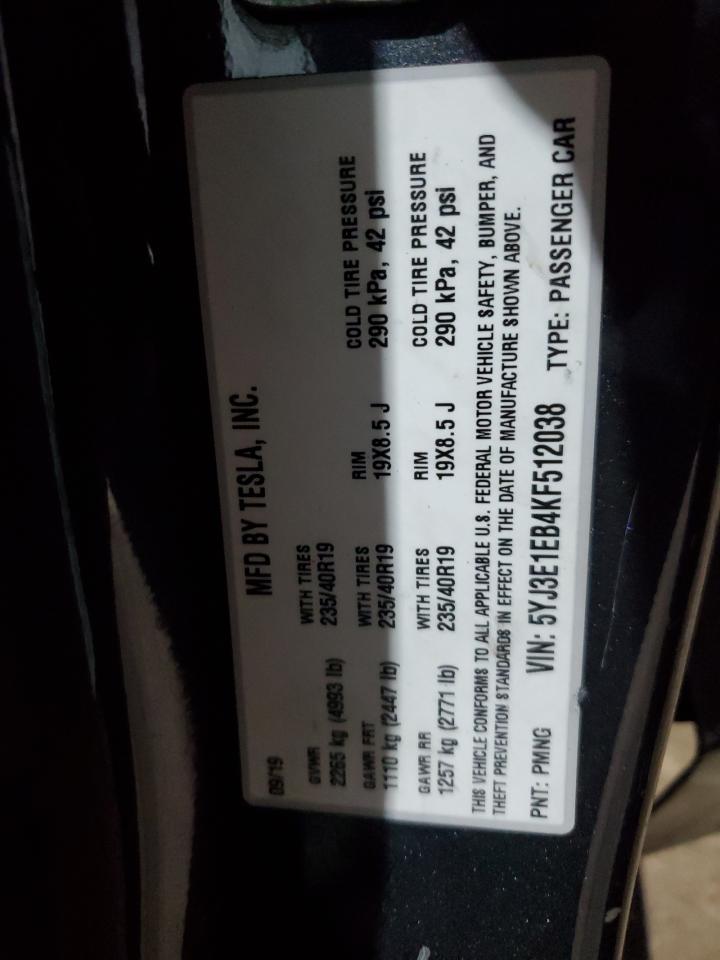 MFD BY TESLA, INC.
09/19
GVWR WITH TIRES
2265 kg (4993 lb) 235/40R19
GAWR FRT WITH TIRES RIM COLD TIRE PRESSURE
1110 kg (2447 lb) 235/40R19 19X8.5 J 290 kPa, 42 psi
GAWR RR WITH TIRES RIM COLD TIRE PRESSURE
1257 kg (2771 lb) 235/40R19 19X8.5 J 290 kPa, 42 psi
THIS VEHICLE CONFORMS TO ALL APPLICABLE U.S. FEDERAL MOTOR VEHICLE SAFETY, BUMPER, AND
THEFT PREVENTION STANDARDS IN EFFECT ON THE DATE OF MANUFACTURE SHOWN ABOVE.
PNT: PMNG VIN: 5YJ3E1EB4KF512038 TYPE: PASSENGER CAR